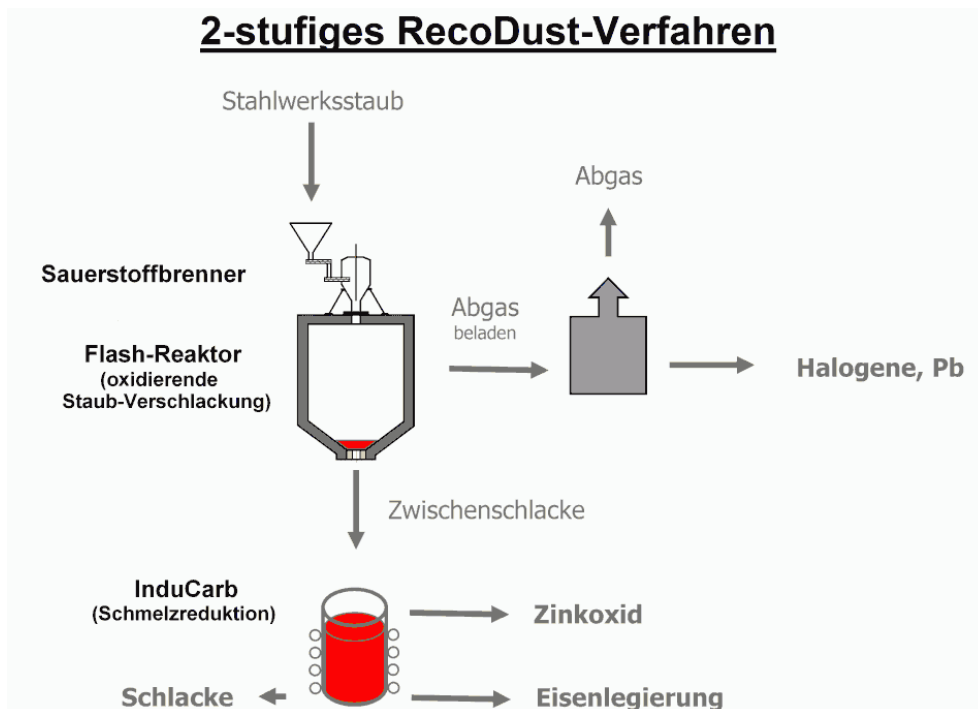 2-stufiges RecoDust-Verfahren
Stahlwerksstaub
Abgas
Sauerstoffbrenner
Abgas
beladen
Flash-Reaktor
(oxidierende
Staub-Verschlackung)
Halogene, Pb
Zwischenschlacke
InduCarb
(Schmelzreduktion)
Zinkoxid
Schlacke
Eisenlegierung